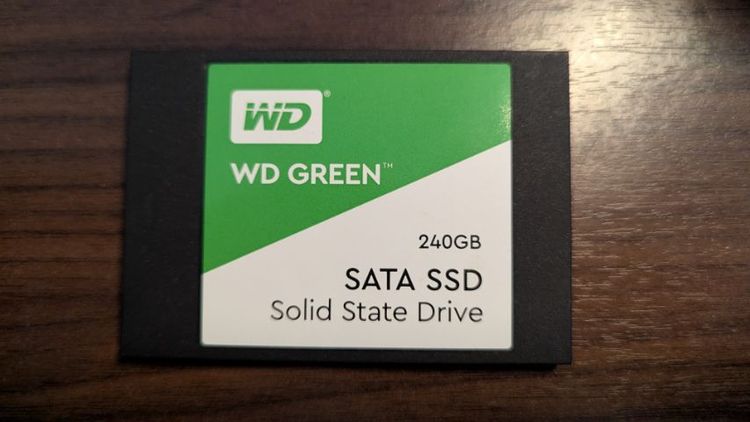 WD®
WD GREEN™
240GB
SATA SSD
Solid State Drive